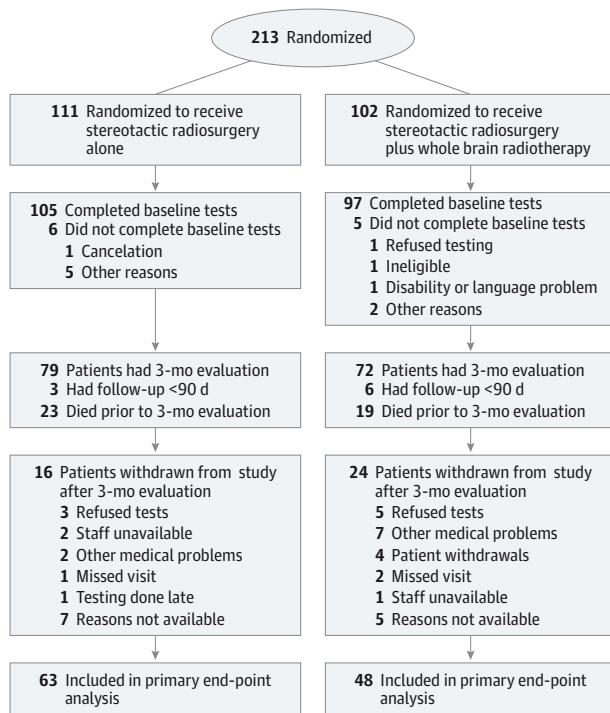 213 Randomized
111 Randomized to receive
stereotactic radiosurgery
alone
102 Randomized to receive
stereotactic radiosurgery
plus whole brain radiotherapy
105 Completed baseline tests
6 Did not complete baseline tests
1 Cancelation
5 Other reasons
97 Completed baseline tests
5 Did not complete baseline tests
1 Refused testing
1 Ineligible
1 Disability or language problem
2 Other reasons
79 Patients had 3-mo evaluation
3 Had follow-up <90 d
23 Died prior to 3-mo evaluation
72 Patients had 3-mo evaluation
6 Had follow-up <90 d
19 Died prior to 3-mo evaluation
16 Patients withdrawn from study
after 3-mo evaluation
3 Refused tests
2 Staff unavailable
2 Other medical problems
1 Missed visit
1 Testing done late
7 Reasons not available
24 Patients withdrawn from study
after 3-mo evaluation
5 Refused tests
7 Other medical problems
4 Patient withdrawals
2 Missed visit
1 Staff unavailable
5 Reasons not available
63 Included in primary end-point
analysis
48 Included in primary end-point
analysis